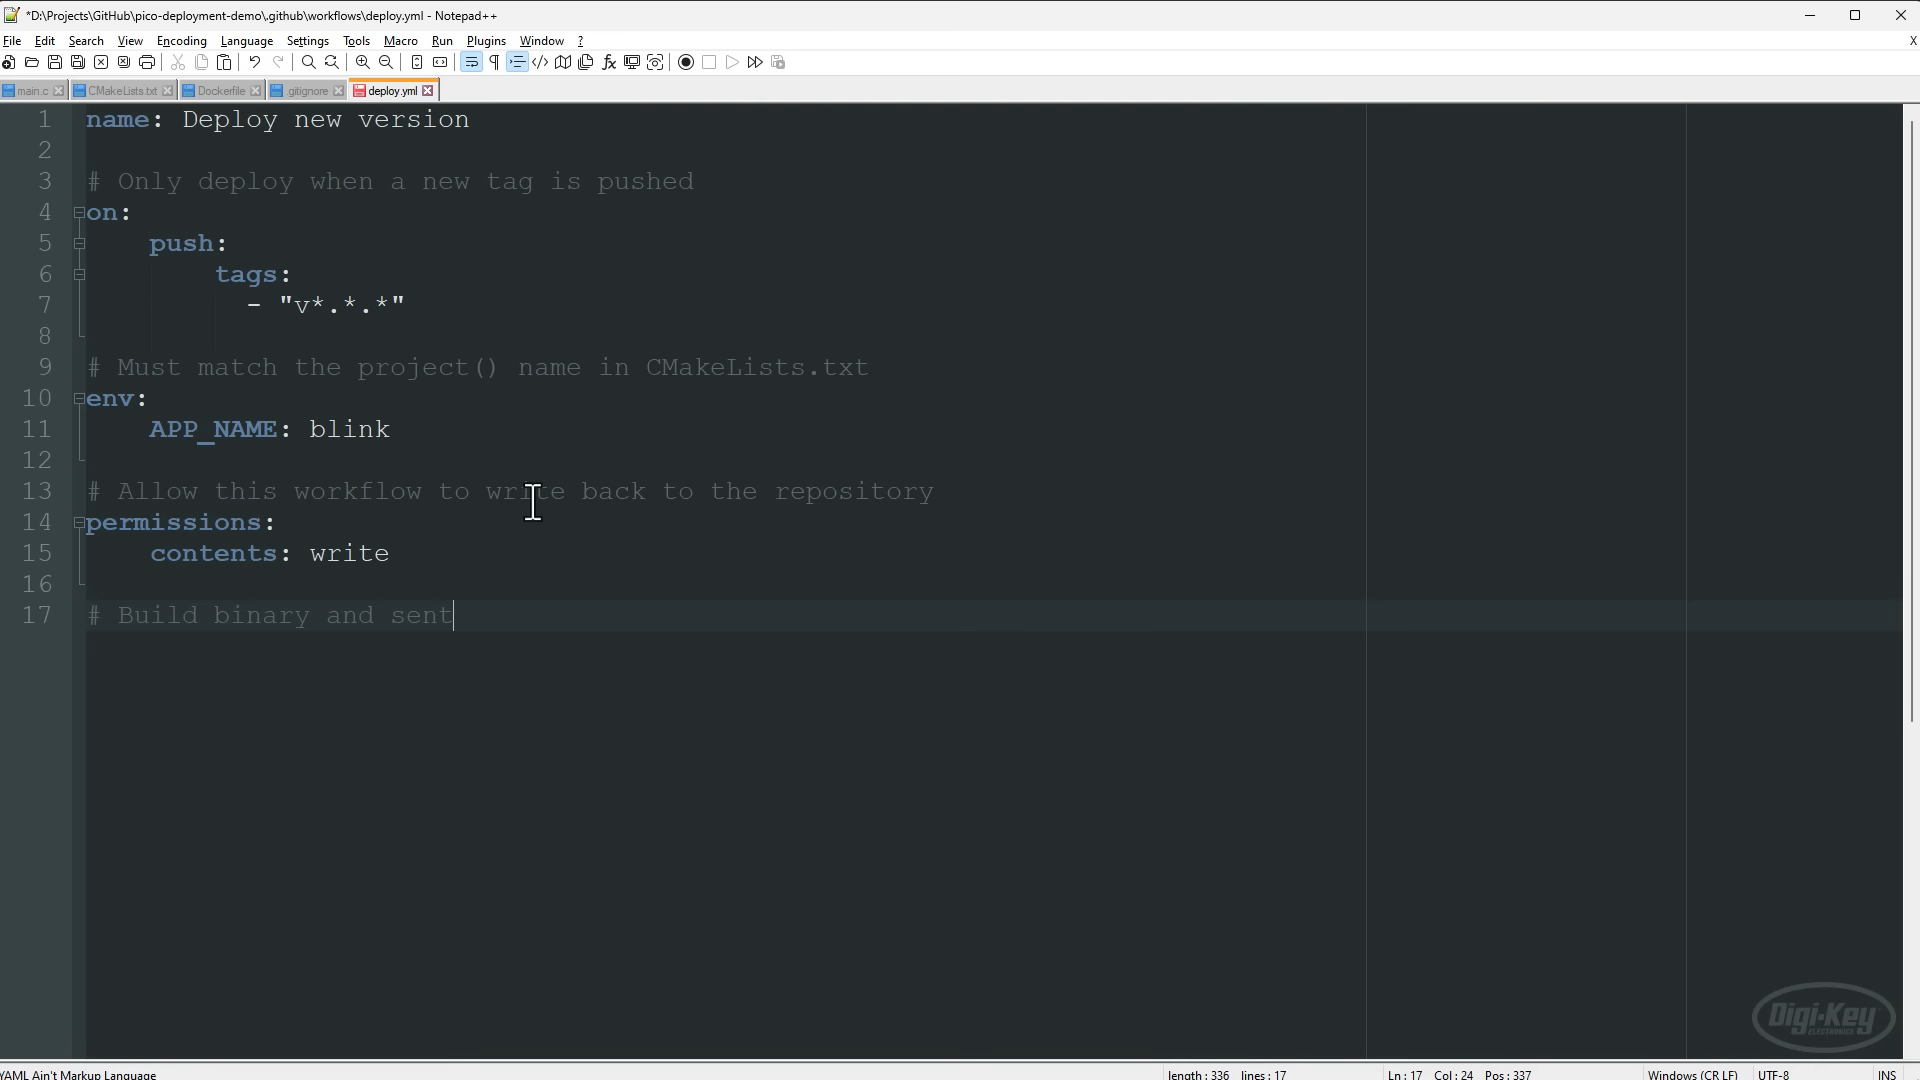 *D:\Projects\GitHub\pico-deployment-demo\.github\workflows\deploy.yml - Notepad++
File Edit Search View Encoding Language Settings Tools Macro Run Plugins Window ? X
main.c CMakeLists.txt Dockerfile .gitignore deploy.yml
1 name: Deploy new version
2
3 # Only deploy when a new tag is pushed
4 on:
5 push:
6 tags:
7 - "v*.*.*"
8
9 # Must match the project() name in CMakeLists.txt
10 env:
11 APP_NAME: blink
12
13 # Allow this workflow to write back to the repository
14 permissions:
15 contents: write
16
17 # Build binary and sent
Digi-Key
ELECTRONICS
YAML Ain't Markup Language length : 336 lines : 17 Ln : 17 Col : 24 Pos : 337 Windows (CR LF) UTF-8 INS